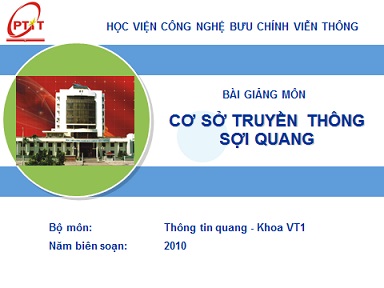 PTIT
HỌC VIỆN CÔNG NGHỆ BƯU CHÍNH VIỄN THÔNG
BÀI GIẢNG MÔN
CƠ SỞ TRUYỀN THÔNG
SỢI QUANG
Bộ môn: Thông tin quang - Khoa VT1
Năm biên soạn: 2010